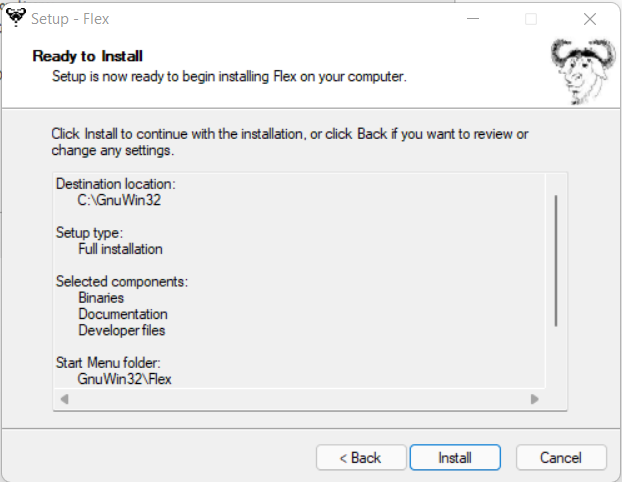 Setup - Flex
Ready to Install
Setup is now ready to begin installing Flex on your computer.
Click Install to continue with the installation, or click Back if you want to review or
change any settings.
Destination location:
C:\GnuWin32
Setup type:
Full installation
Selected components:
Binaries
Documentation
Developer files
Start Menu folder:
GnuWin32\Flex
< Back
Install
Cancel